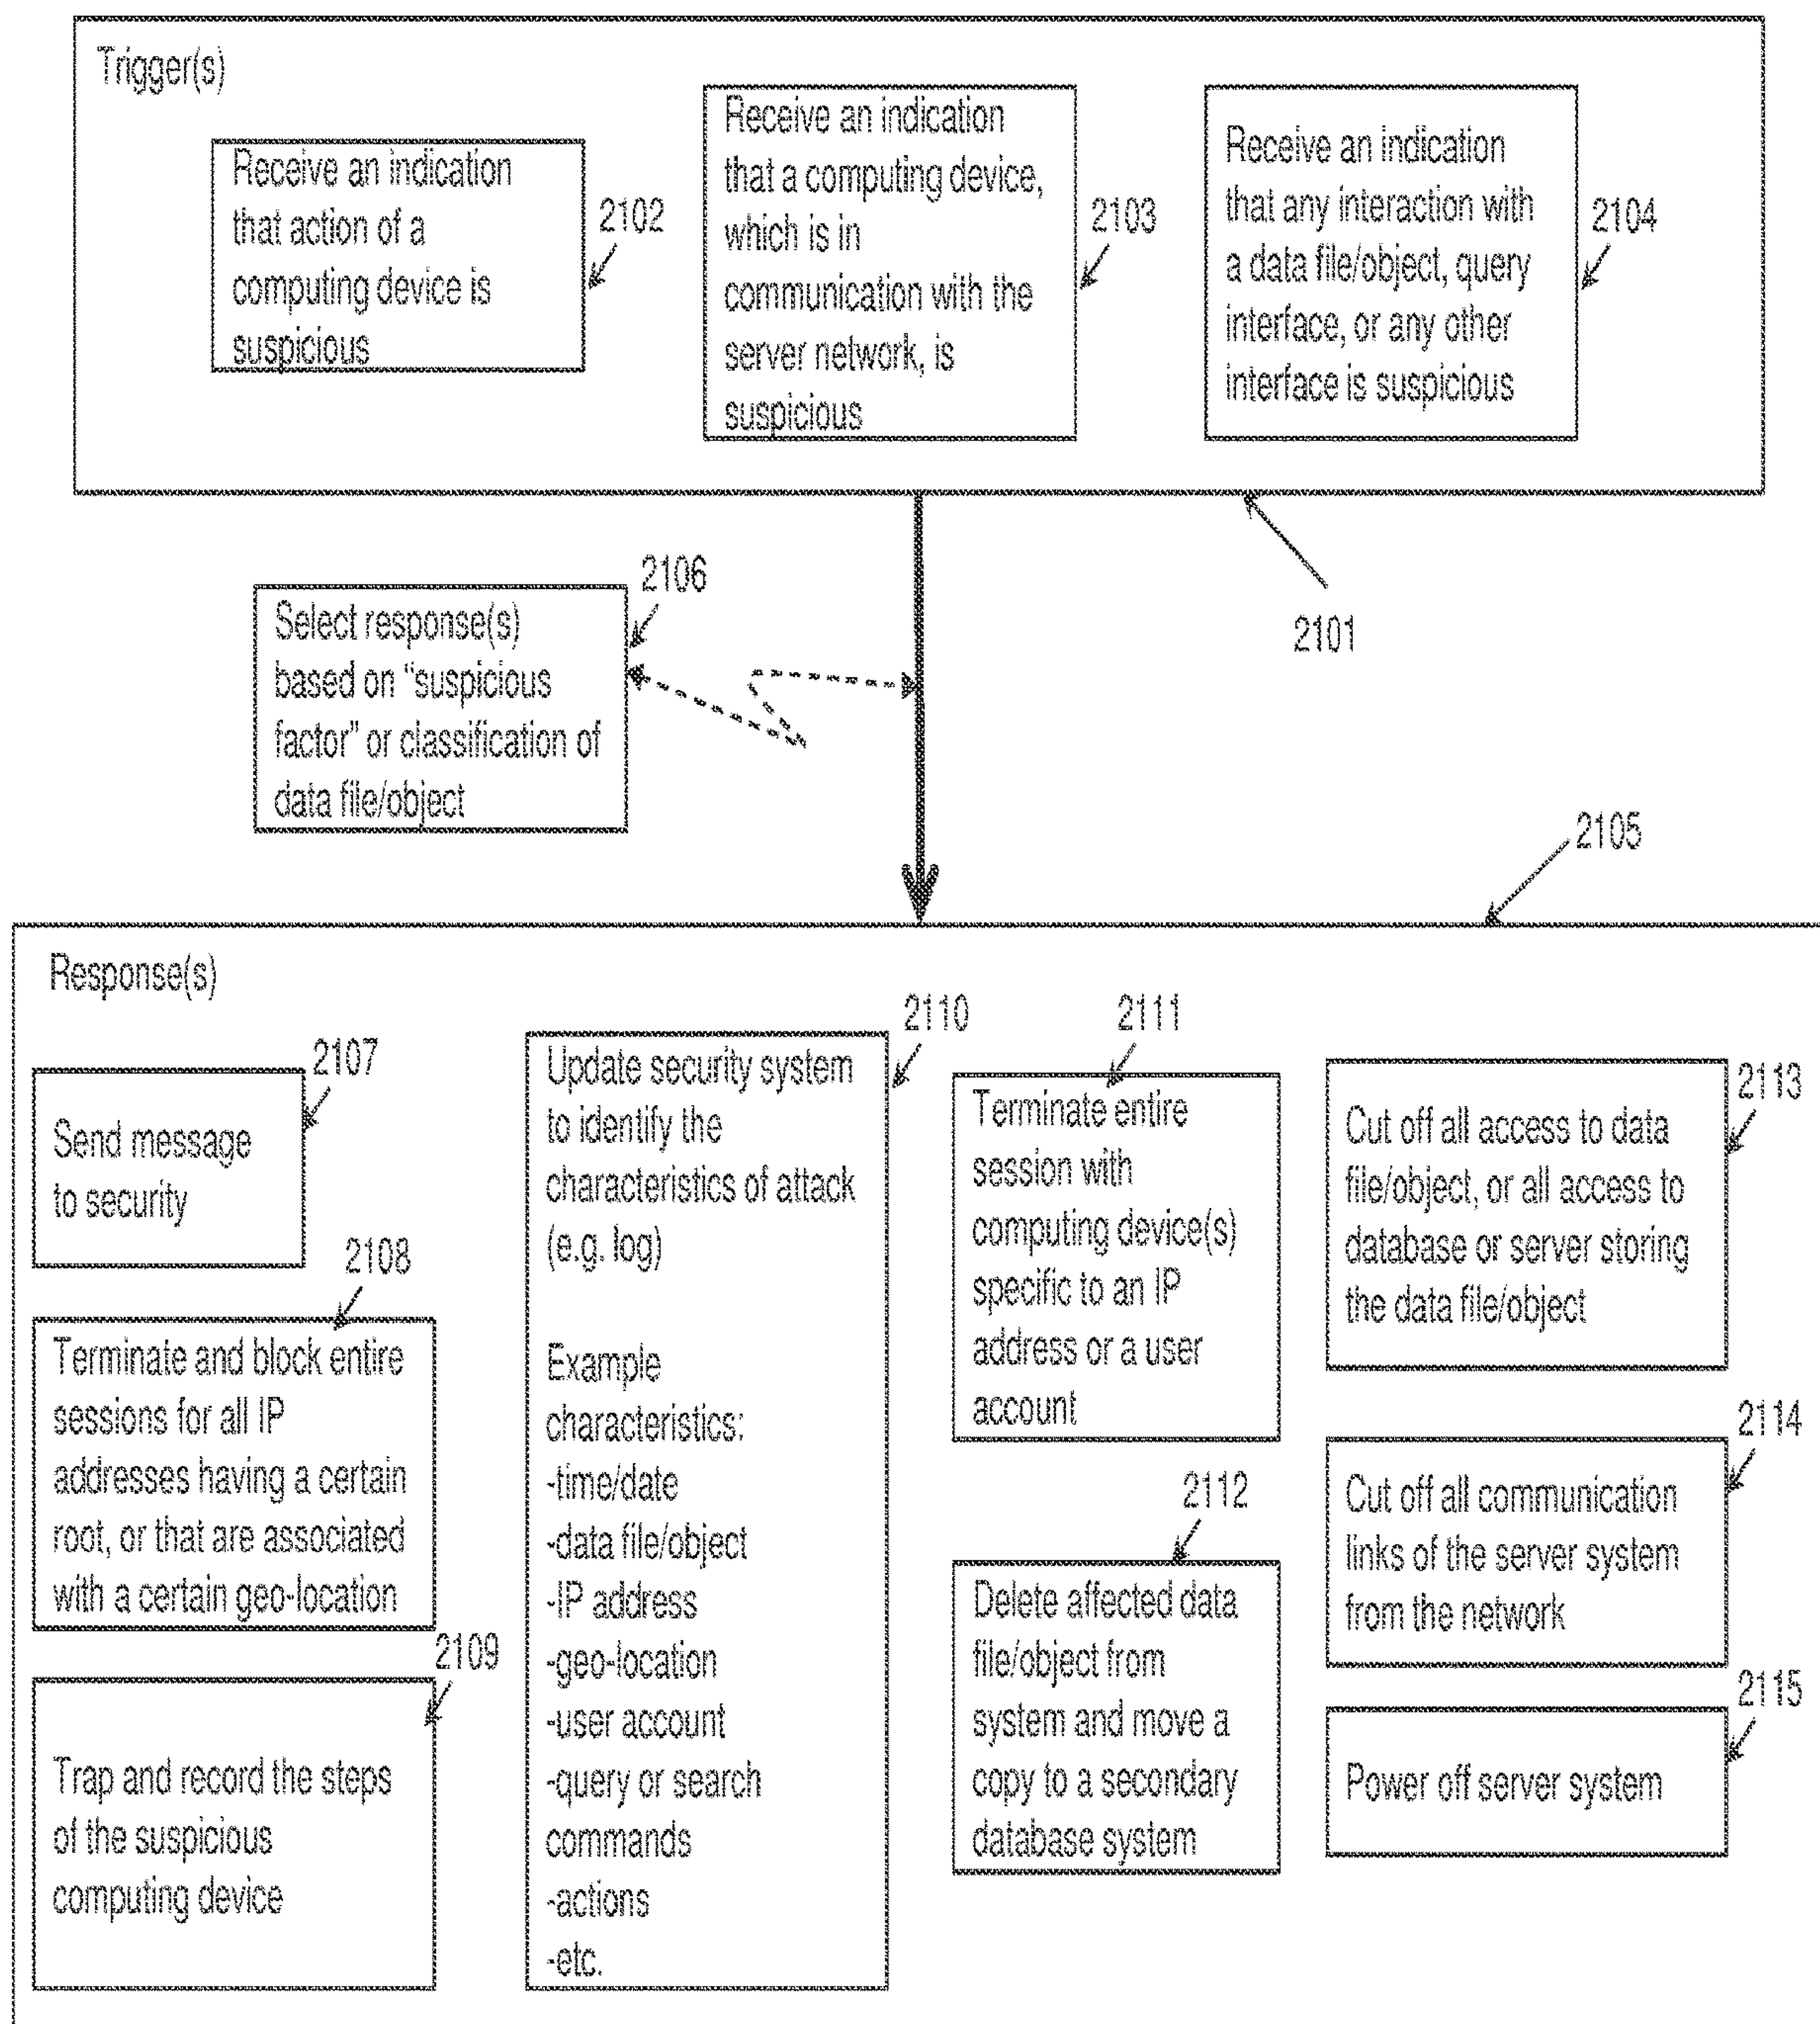 Trigger(s)
Receive an indication
that action of a
computing device is
suspicious
2102
Receive an indication
that a computing device,
which is in
communication with the
server network, is
suspicious
2103
Receive an indication
that any interaction with
a data file/object, query
interface, or any other
interface is suspicious
2104
2101
2106
Select response(s)
based on "suspicious
factor" or classification of
data file/object
2105
Response(s)
2107
Send message
to security
2108
Terminate and block entire
sessions for all IP
addresses having a certain
root, or that are associated
with a certain geo-location
2109
Trap and record the steps
of the suspicious
computing device
2110
Update security system
to identify the
characteristics of attack
(e.g. log)
Example
characteristics:
-time/date
-data file/object
-IP address
-geo-location
-user account
-query or search
commands
-actions
-etc.
2111
Terminate entire
session with
computing device(s)
specific to an IP
address or a user
account
2112
Delete affected data
file/object from
system and move a
copy to a secondary
database system
2113
Cut off all access to data
file/object, or all access to
database or server storing
the data file/object
2114
Cut off all communication
links of the server system
from the network
2115
Power off server system